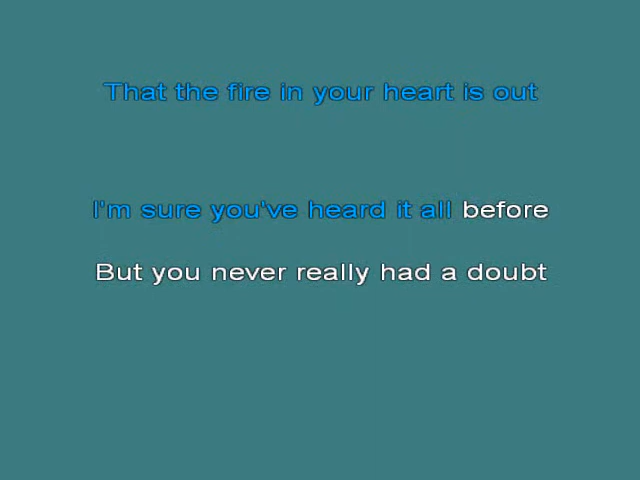 That the fire in your heart is out
I'm sure you've heard it all before
But you never really had a doubt